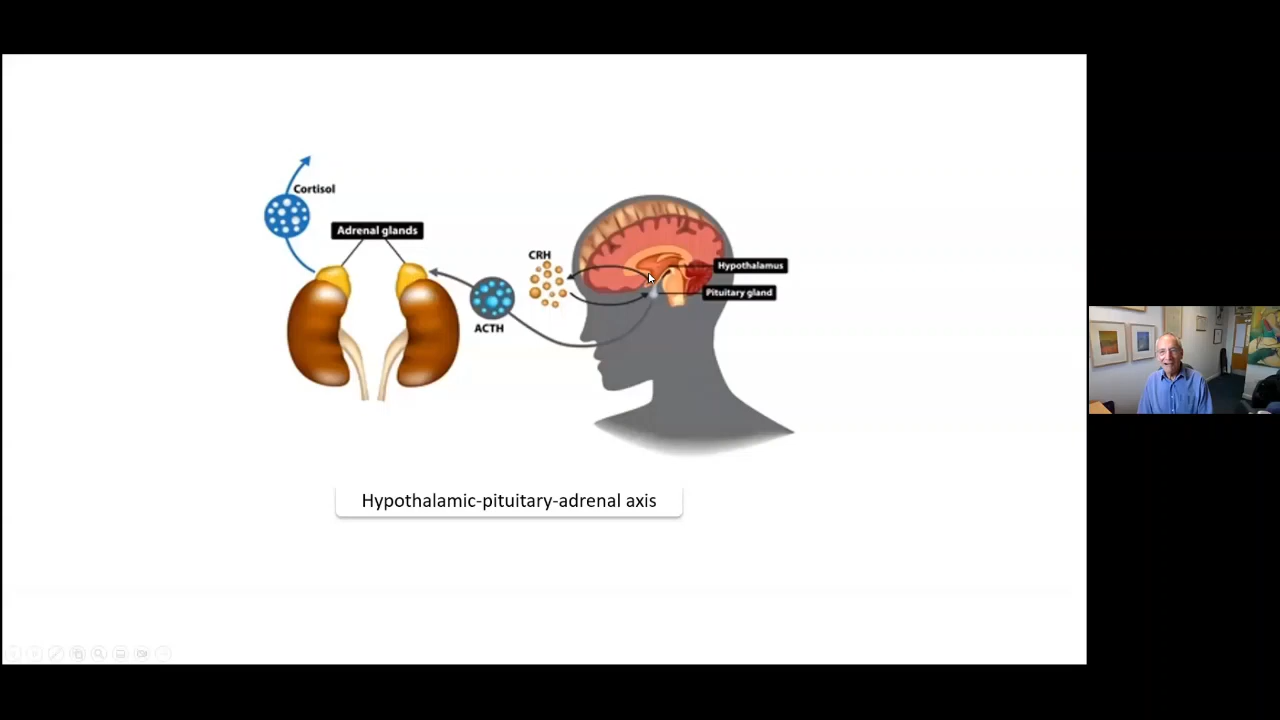 Cortisol
Adrenal glands
CRH
ACTH
Hypothalamus
Pituitary gland
Hypothalamic-pituitary-adrenal axis